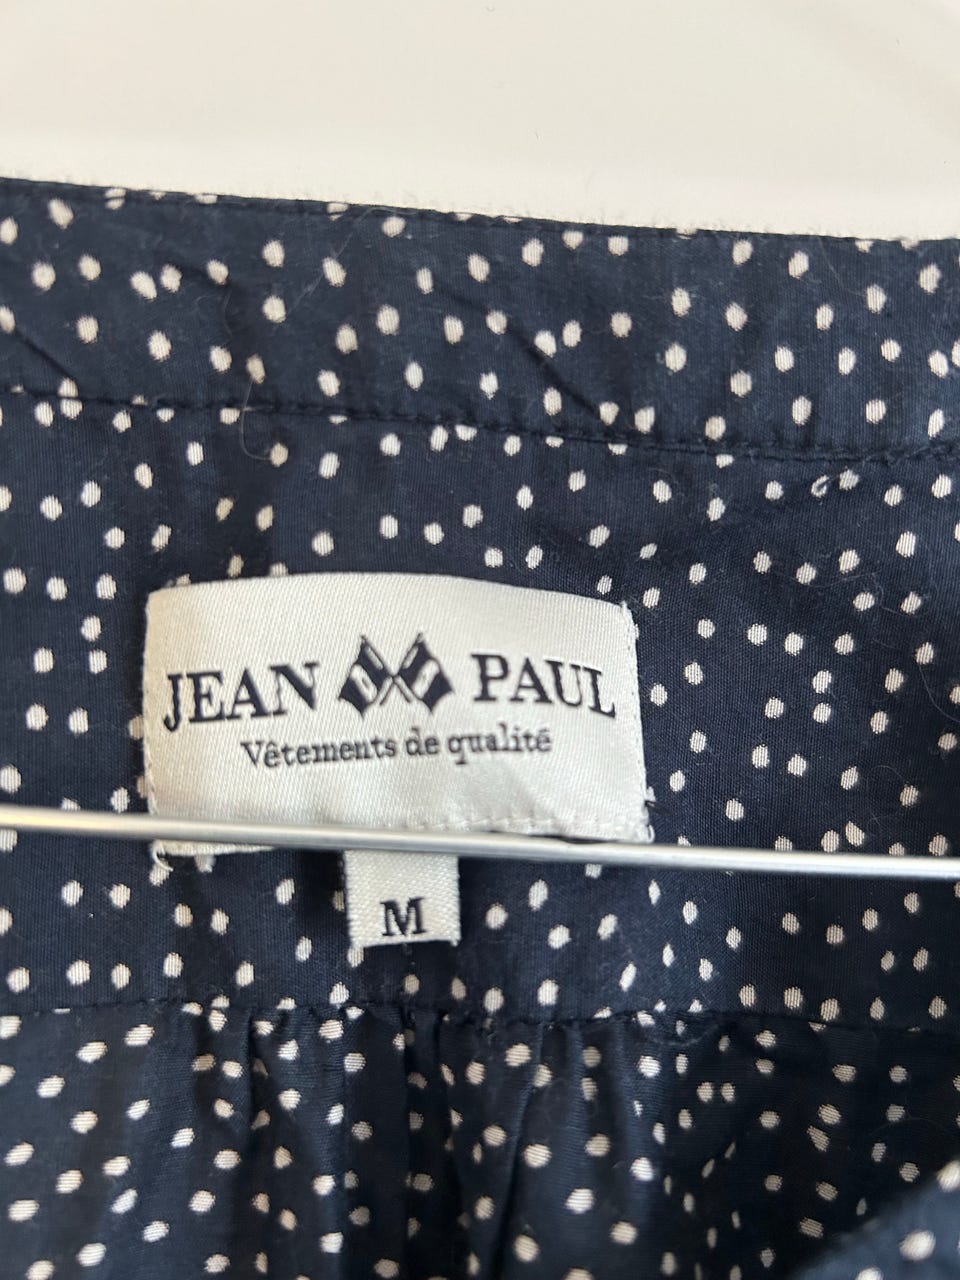 JEAN PAUL
Vêtements de qualité
M